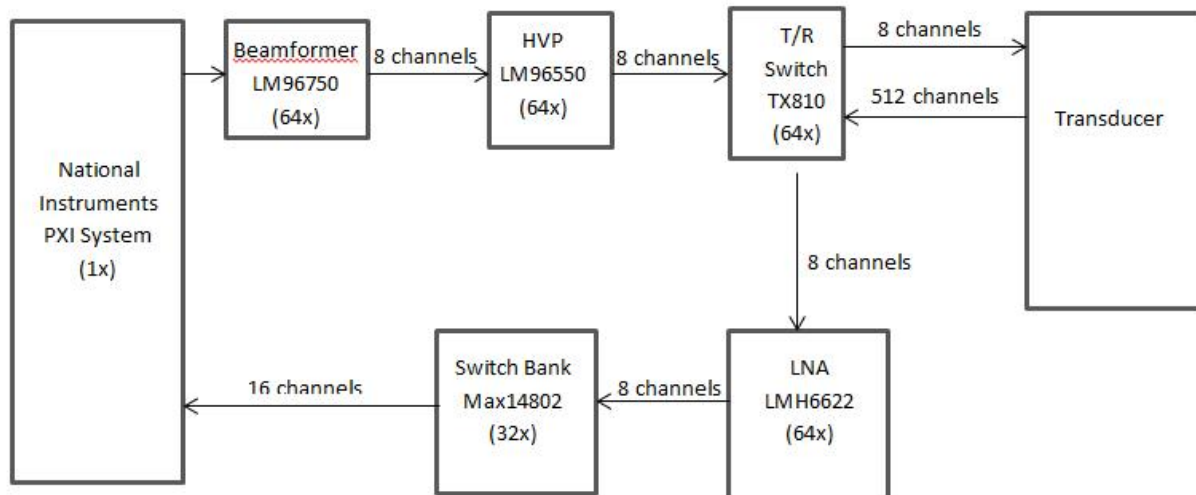 National
Instruments
PXI System
(1x)
Beamformer
LM96750
(64x)
8 channels
HVP
LM96550
(64x)
8 channels
T/R
Switch
TX810
(64x)
8 channels
512 channels
Transducer
8 channels
LNA
LMH6622
(64x)
8 channels
Switch Bank
Max14802
(32x)
16 channels